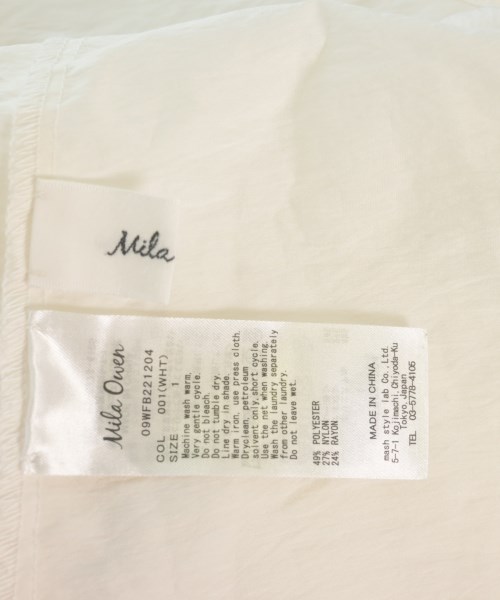 Mila
Mila Owen
09WFB221204
COL 001(WHT)
SIZE 1
Machine wash warm,
Very gentle cycle.
Do not bleach.
Do not tumble dry.
Line dry in shade.
Warm iron, use press cloth.
Dryclean, petroleum
solvent only,short cycle.
Use the net when washing.
Wash the laundry separately
from other laundry.
Do not leave wet.
49% POLYESTER
27% NYLON
24% RAYON
MADE IN CHINA
mash style lab Co., Ltd.
5-7-1 Kojimachi, Chiyoda-Ku
Tokyo Japan
TEL 03-5778-4105